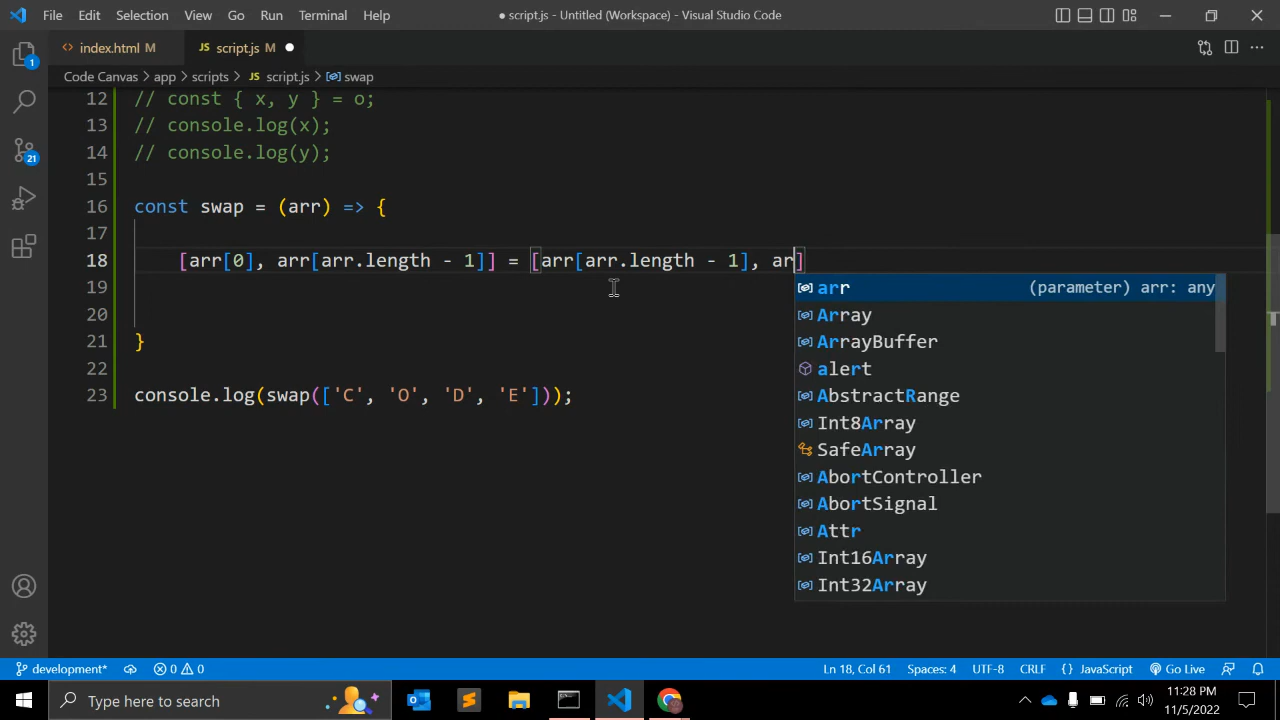 File Edit Selection View Go Run Terminal Help ● script.js - Untitled (Workspace) - Visual Studio Code
index.html M JS script.js M
Code Canvas > app > scripts > JS script.js > swap
12 // const { x, y } = o;
13 // console.log(x);
14 // console.log(y);
15
16 const swap = (arr) => {
17
18 [arr[0], arr[arr.length - 1]] = [arr[arr.length - 1], ar]
19
20
21 }
22
23 console.log(swap(['C', 'O', 'D', 'E']));
arr (parameter) arr: any
Array
ArrayBuffer
alert
AbstractRange
Int8Array
SafeArray
AbortController
AbortSignal
Attr
Int16Array
Int32Array
1
21
development* 0 0 Ln 18, Col 61 Spaces: 4 UTF-8 CRLF { } JavaScript Go Live
Type here to search
11:28 PM
11/5/2022